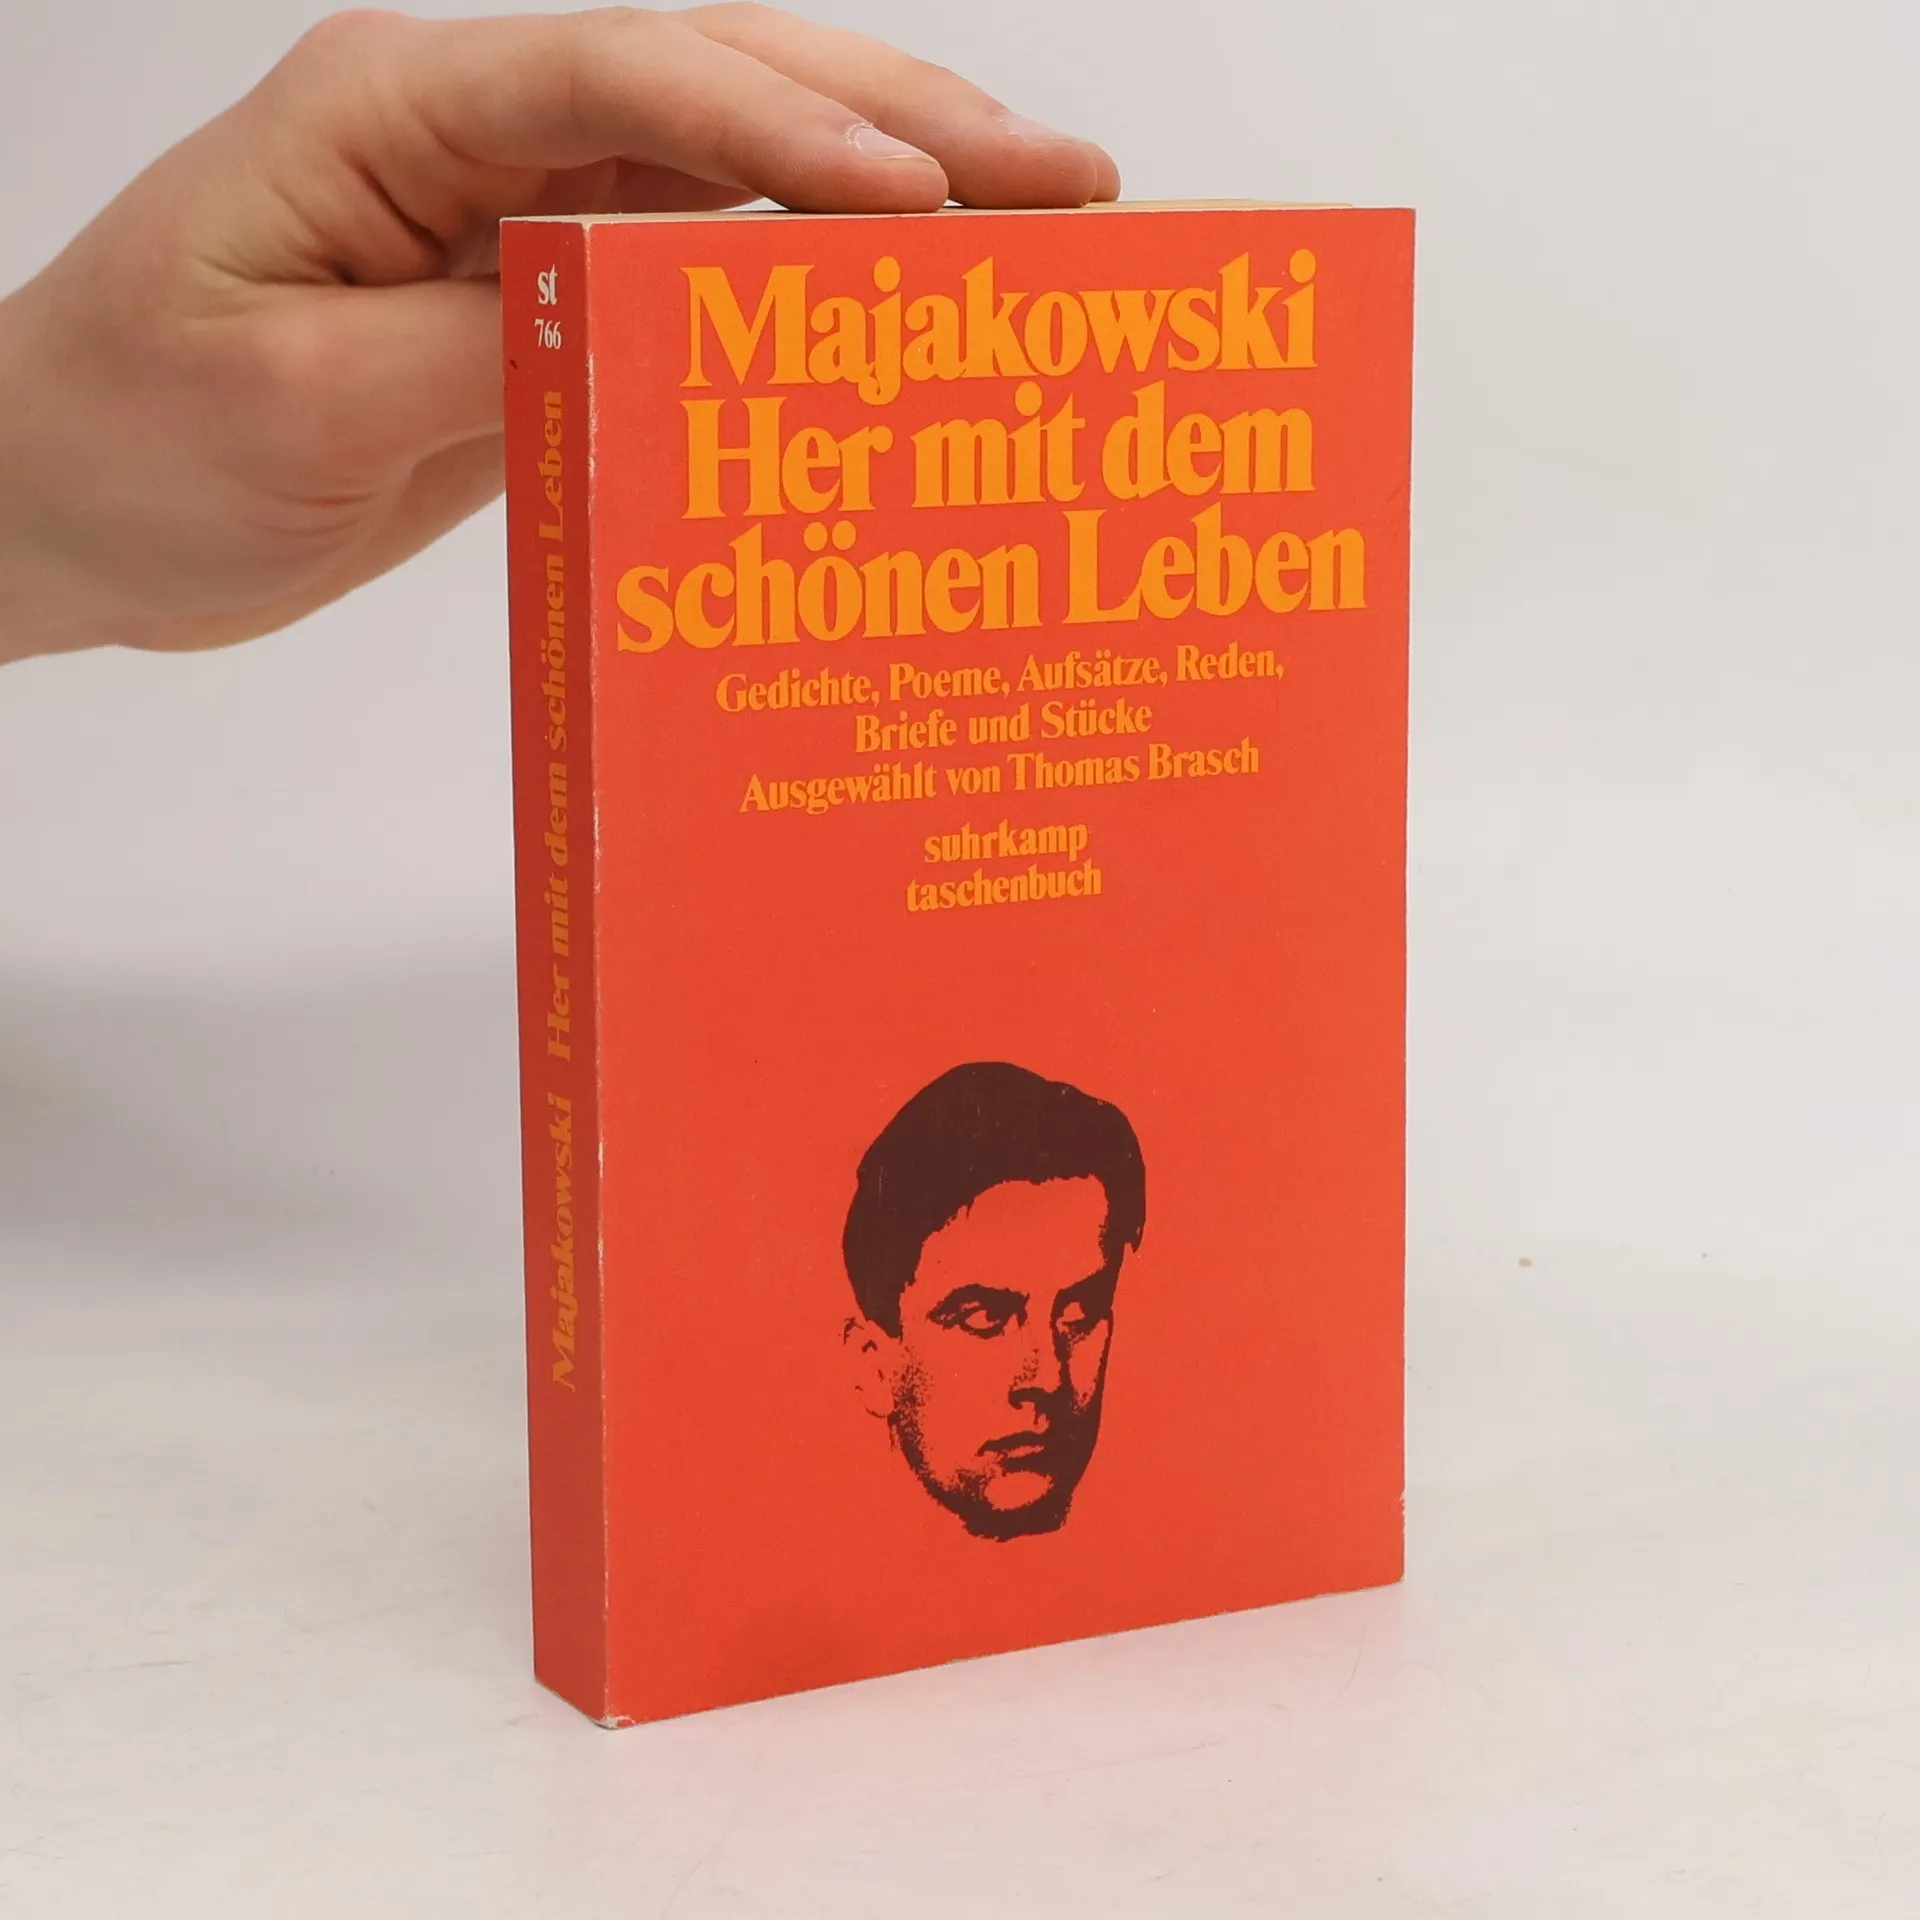 st
766
Majakowski Her mit dem schönen Leben
Majakowski
Her mit dem
schönen Leben
Gedichte, Poeme, Aufsätze, Reden,
Briefe und Stücke
Ausgewählt von Thomas Brasch
suhrkamp
taschenbuch